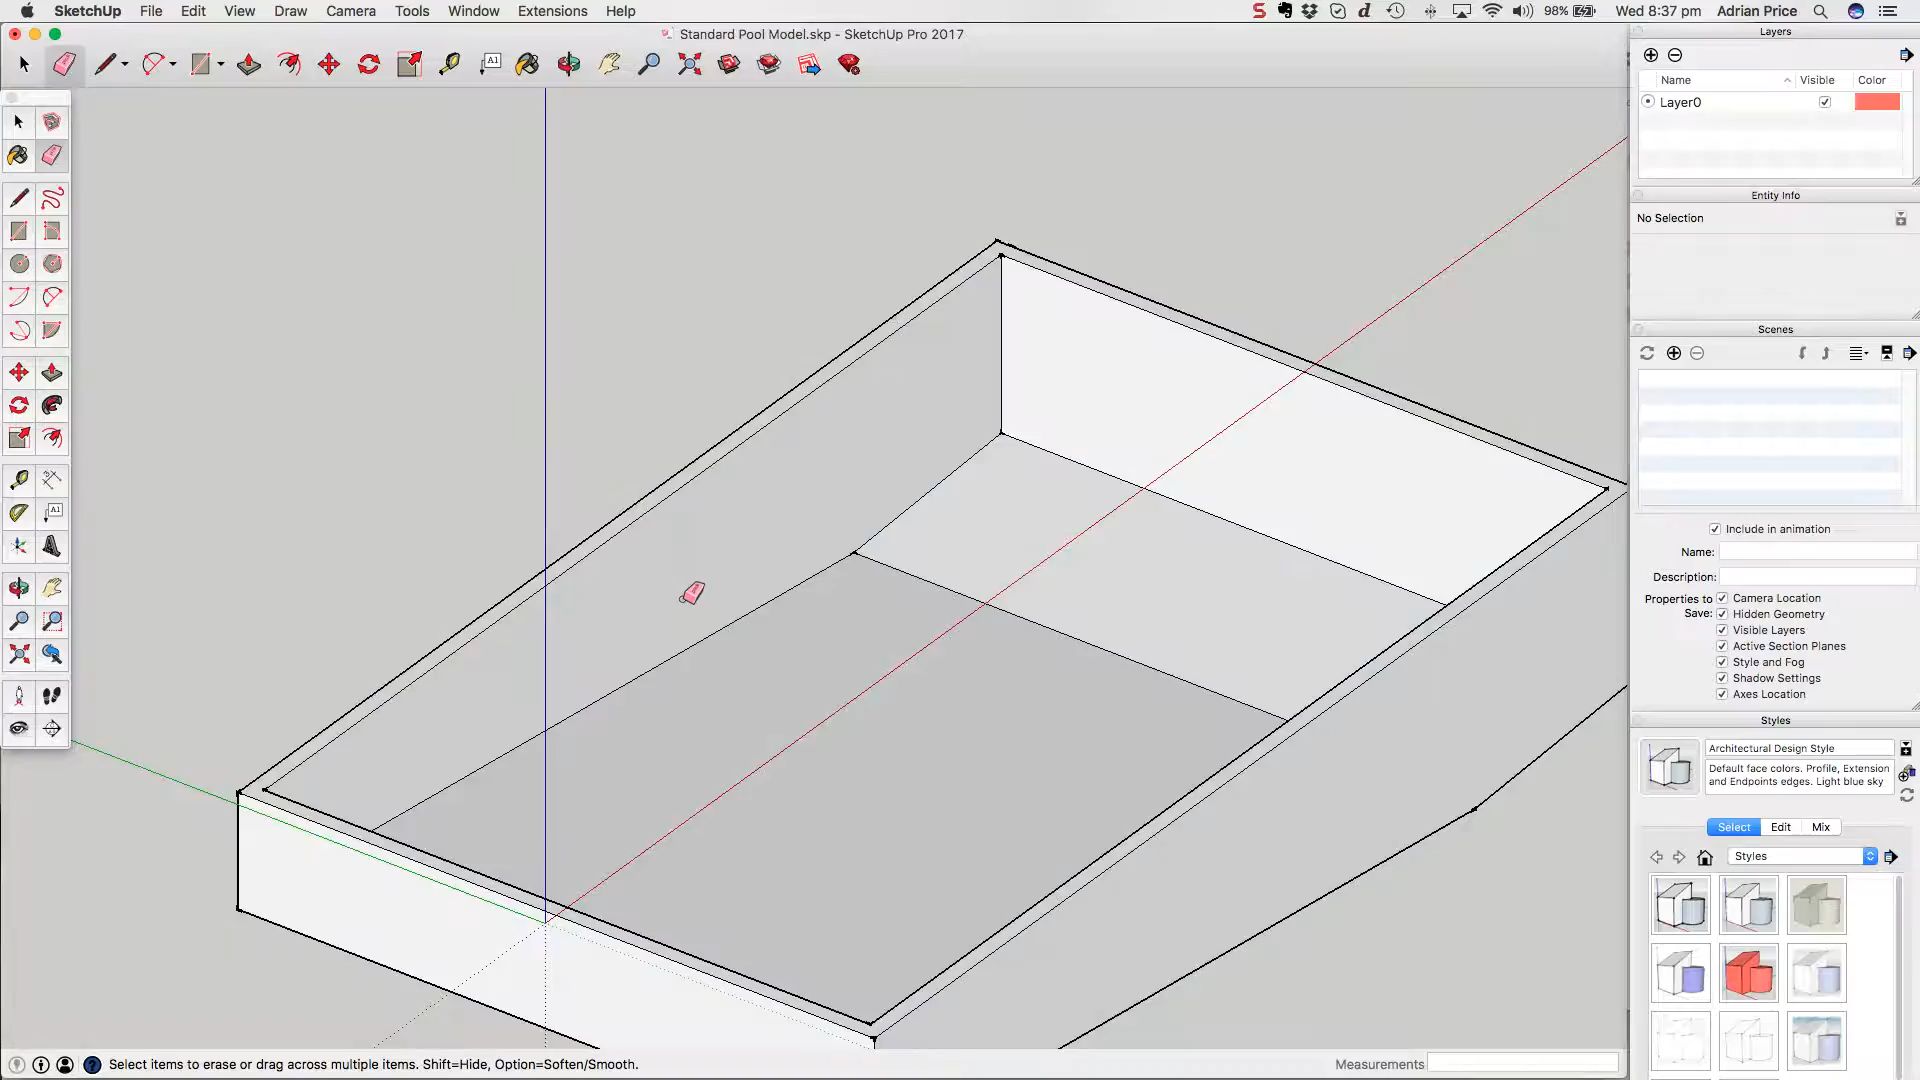 SketchUp File Edit View Draw Camera Tools Window Extensions Help 98% Wed 8:37 pm Adrian Price
Standard Pool Model.skp - SketchUp Pro 2017
Layers
Name Visible Color
Layer0
Entity Info
No Selection
Scenes
Include in animation
Name:
Description:
Properties to Save:
Camera Location
Hidden Geometry
Visible Layers
Active Section Planes
Style and Fog
Shadow Settings
Axes Location
Styles
Architectural Design Style
Default face colors. Profile, Extension
and Endpoints edges. Light blue sky
Select Edit Mix
Styles
Select items to erase or drag across multiple items. Shift=Hide, Option=Soften/Smooth.
Measurements